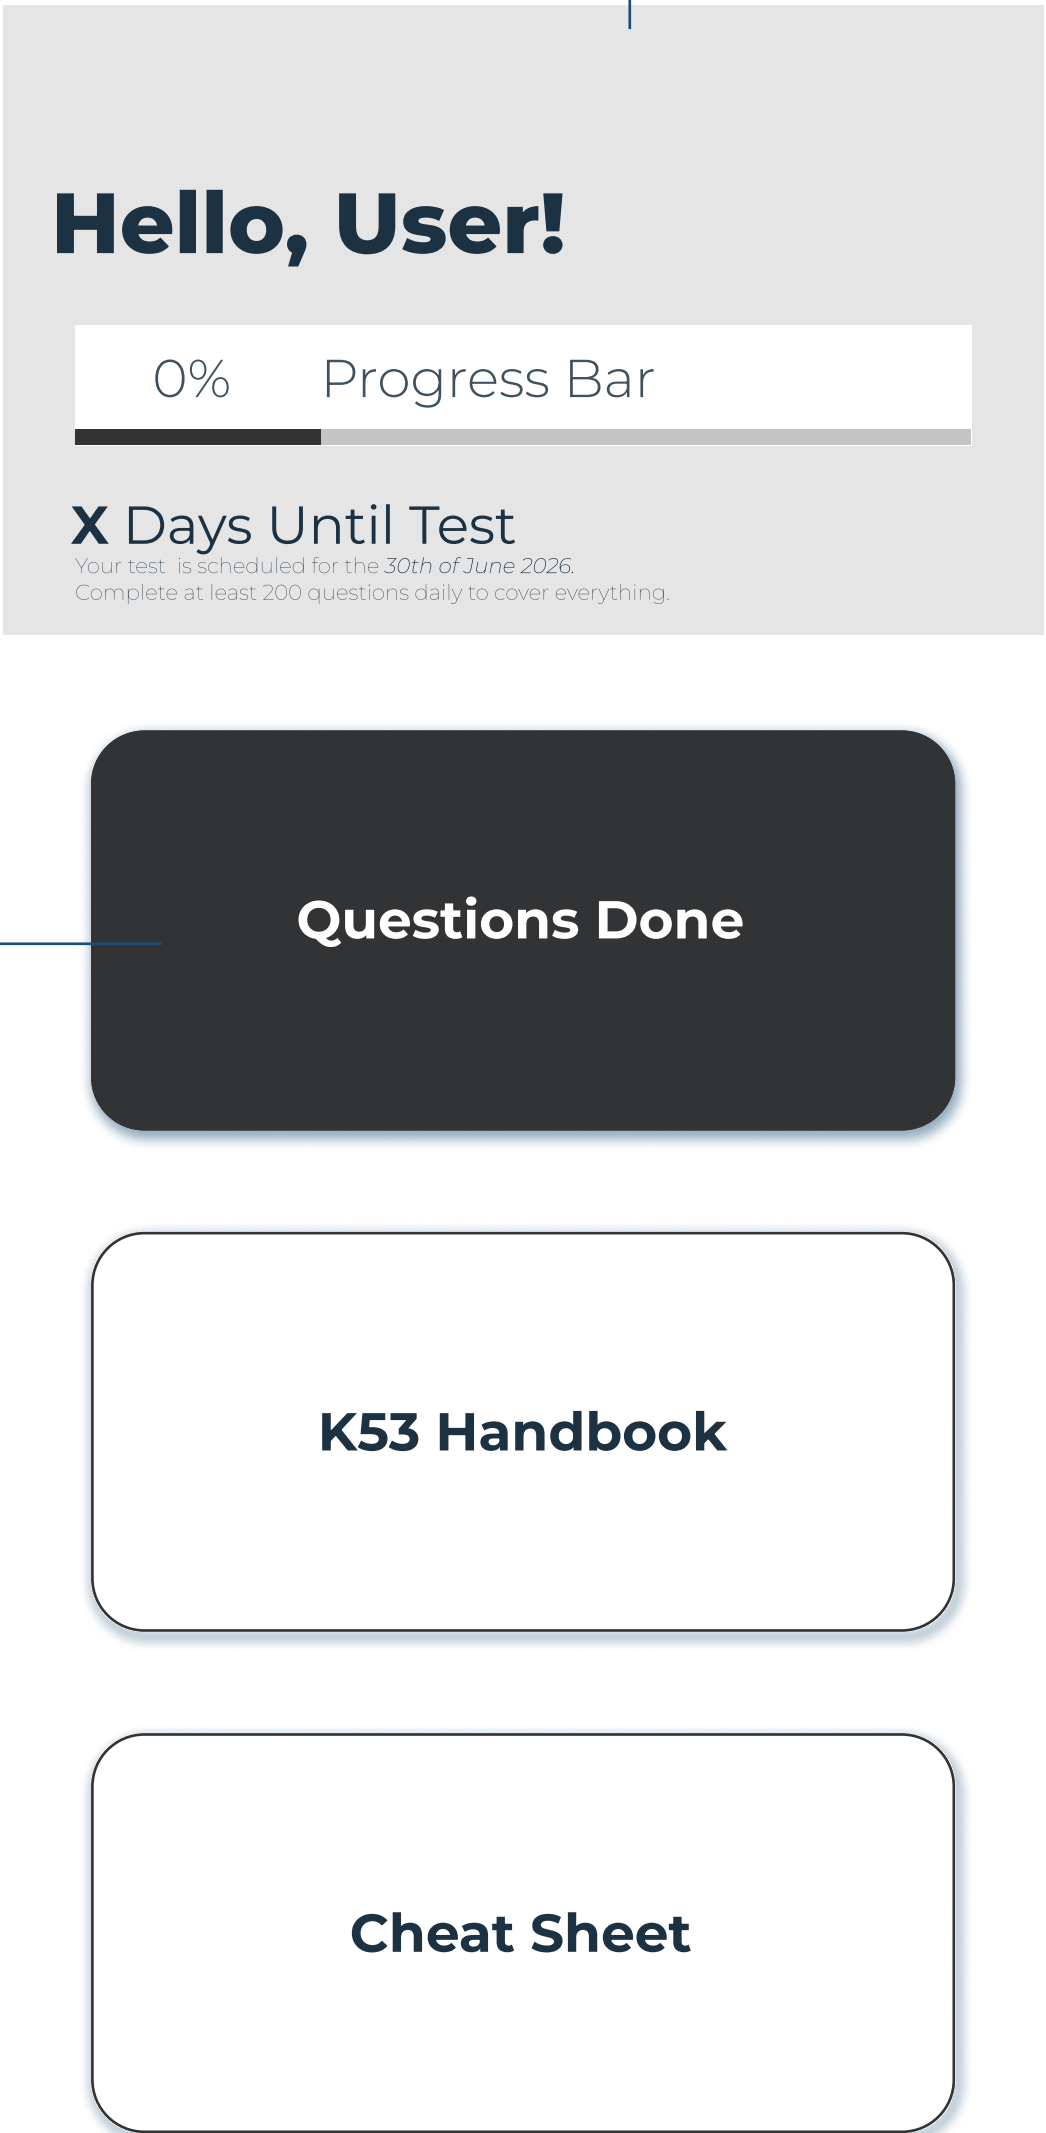 Hello, User!
0% Progress Bar
X Days Until Test
Your test  is scheduled for the 30th of June 2026.
Complete at least 200 questions daily to cover everything.
Questions Done
K53 Handbook
Cheat Sheet